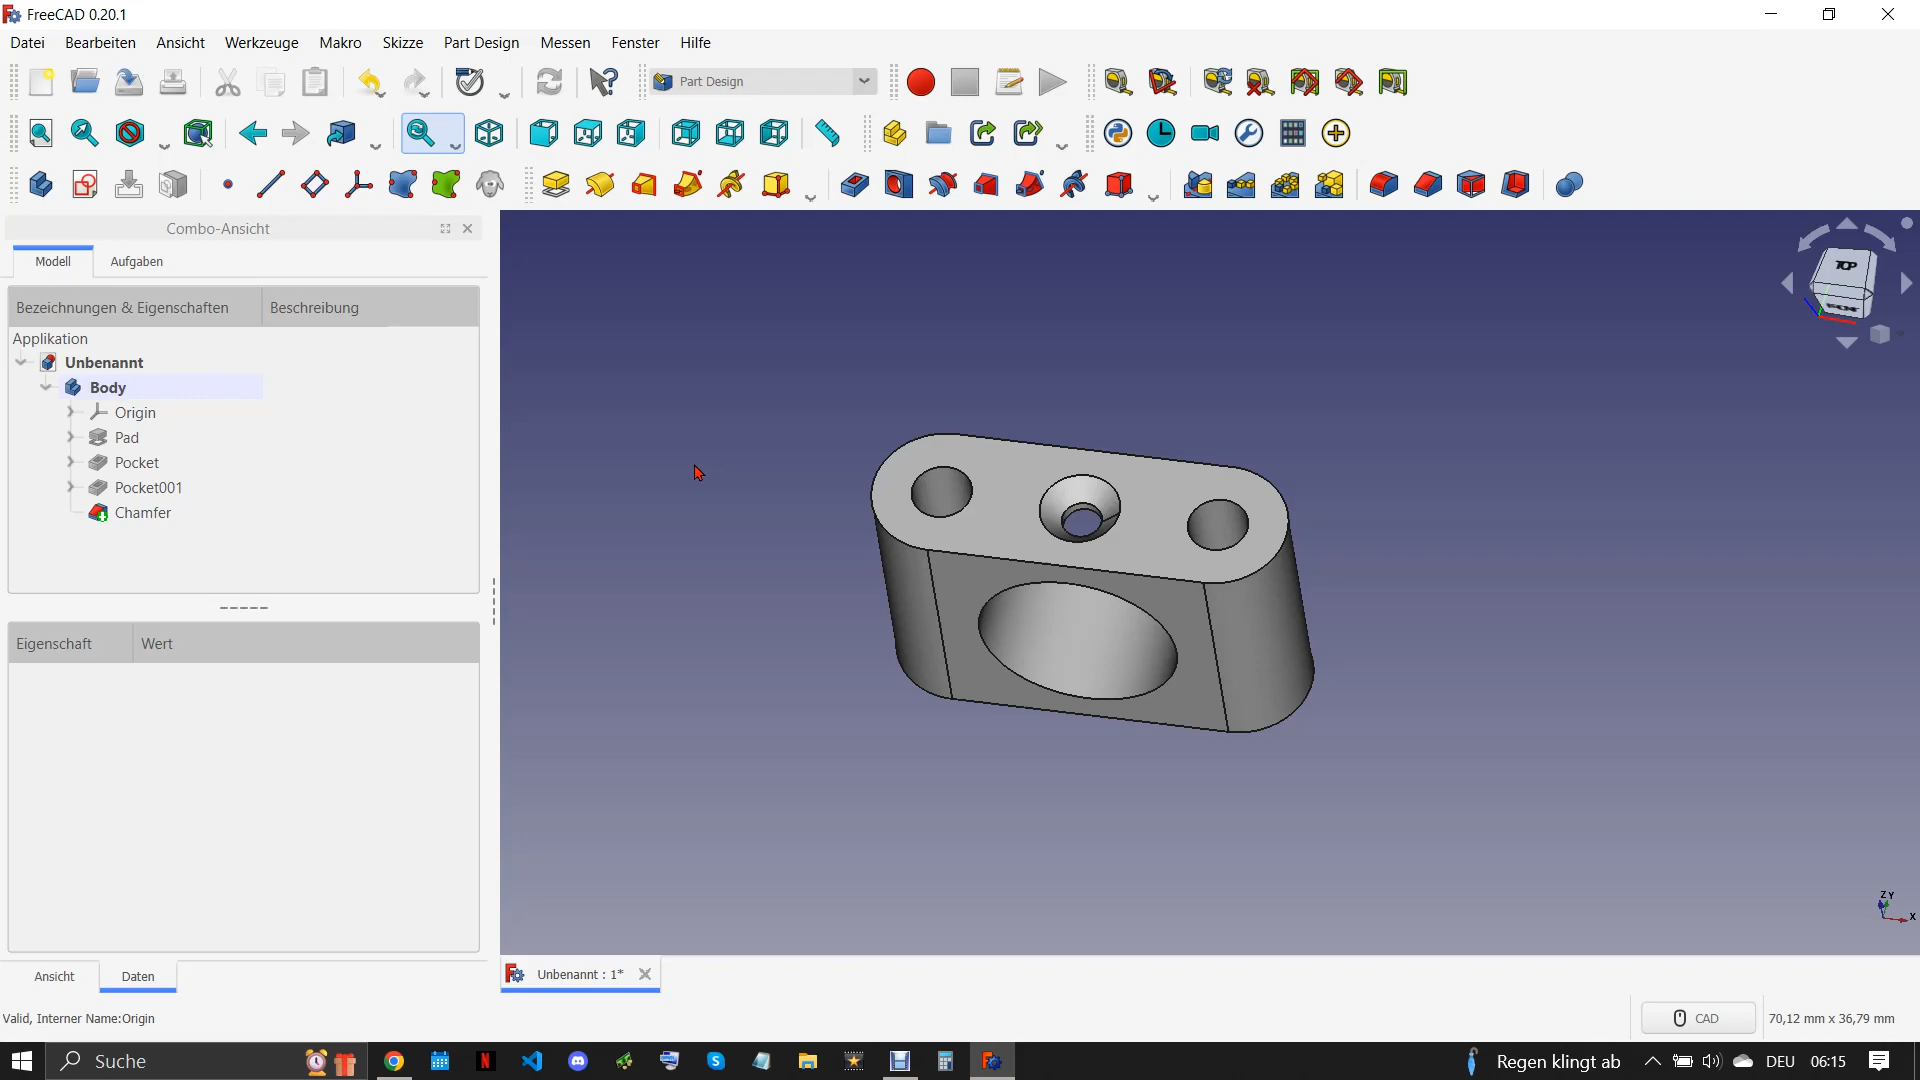 FreeCAD 0.20.1
Datei Bearbeiten Ansicht Werkzeuge Makro Skizze Part Design Messen Fenster Hilfe
Part Design
Combo-Ansicht
Modell Aufgaben
Bezeichnungen & Eigenschaften Beschreibung
Applikation
Unbenannt
Body
Origin
Pad
Pocket
Pocket001
Chamfer
TOP
Eigenschaft Wert
Z Y
X
Ansicht Daten
Unbenannt : 1*
Valid, Interner Name:Origin
CAD 70,12 mm x 36,79 mm
Suche
Regen klingt ab DEU 06:15